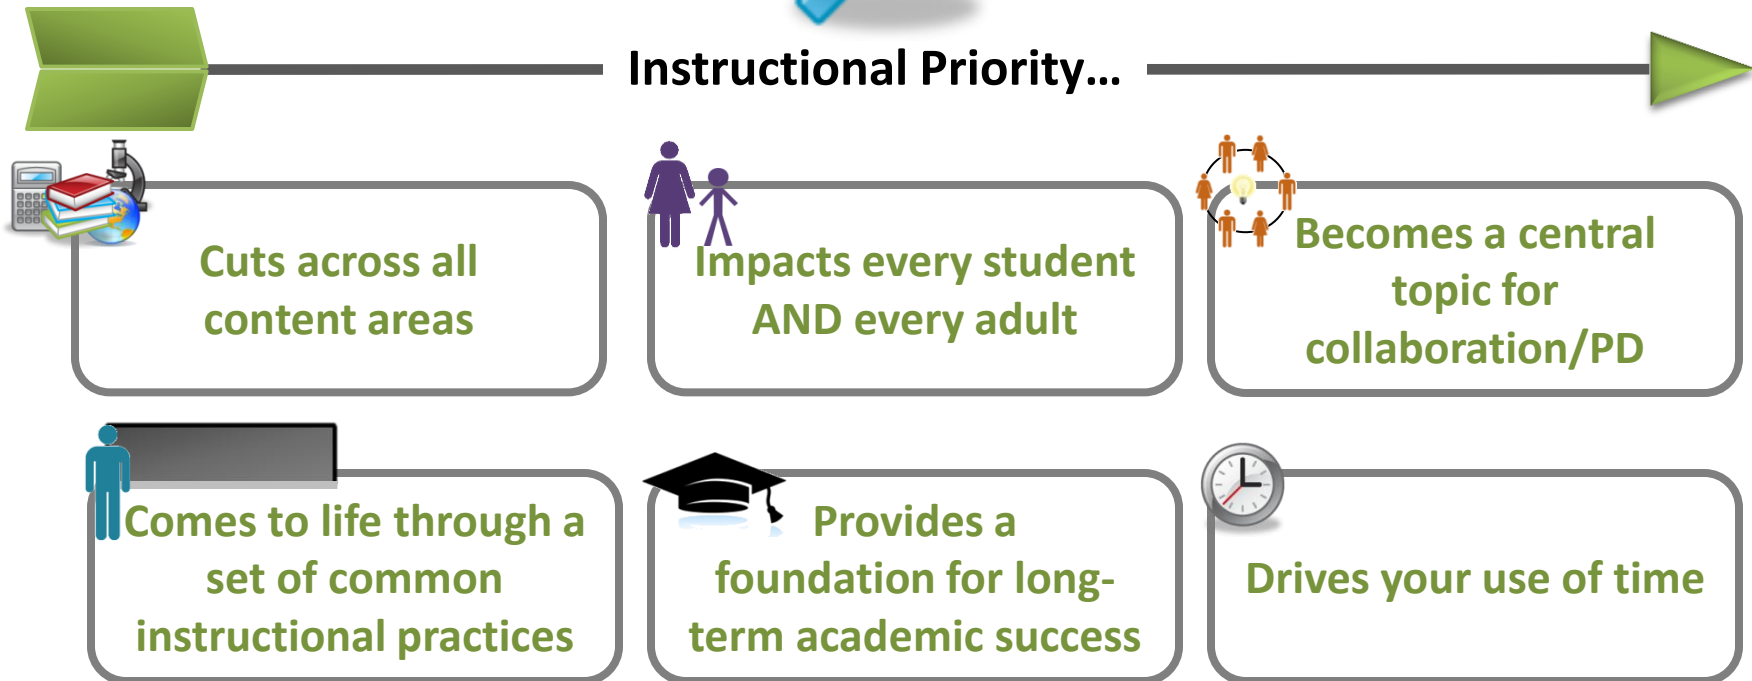 Instructional Priority…
Cuts across all
content areas
Impacts every student
AND every adult
Becomes a central
topic for
collaboration/PD
Comes to life through a
set of common
instructional practices
Provides a
foundation for long-
term academic success
Drives your use of time